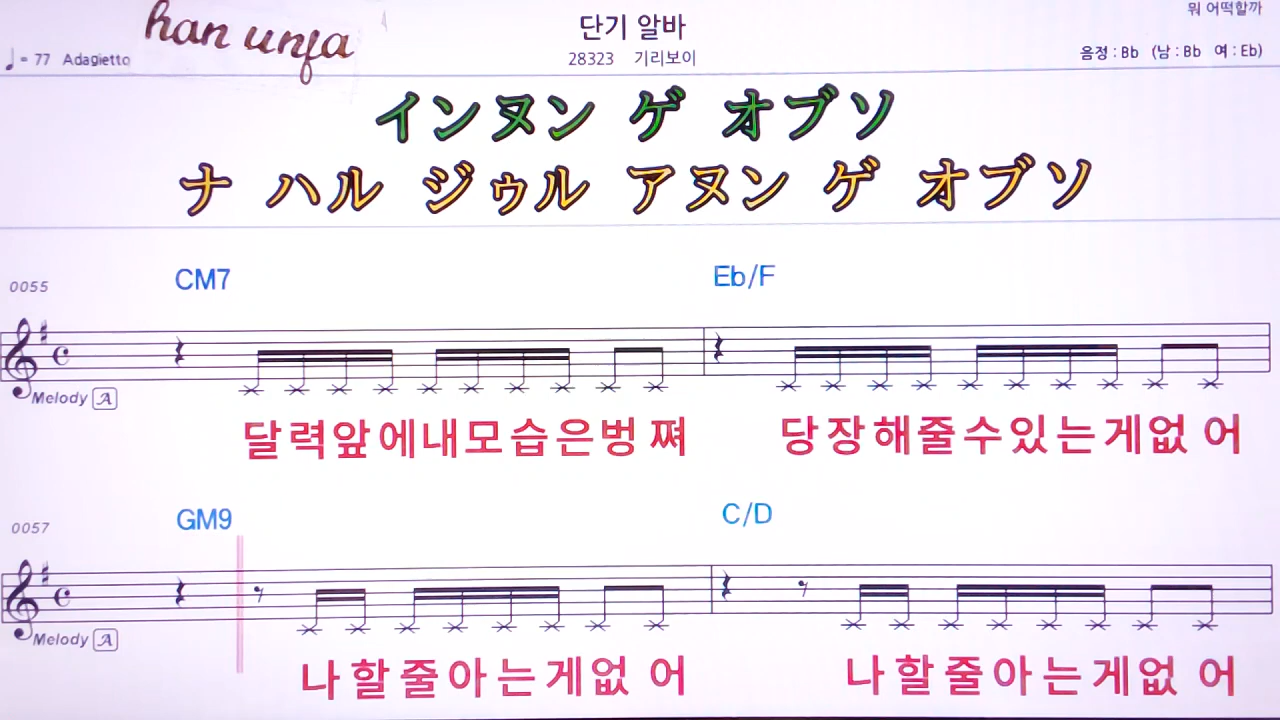 뭐 어떡할까
han unja
단기 알바
♩= 77 Adagietto
28323 기리보이
음정 : Bb (남 : Bb 여 : Eb)
インヌン ゲ オブソ
ナ ハル ジゥル アヌン ゲ オブソ
0055 CM7 Eb/F
Melody A
달력앞에내모습은벙쪄 당장해줄수있는게없어
0057 GM9 C/D
Melody A
나할줄아는게없어 나할줄아는게없어